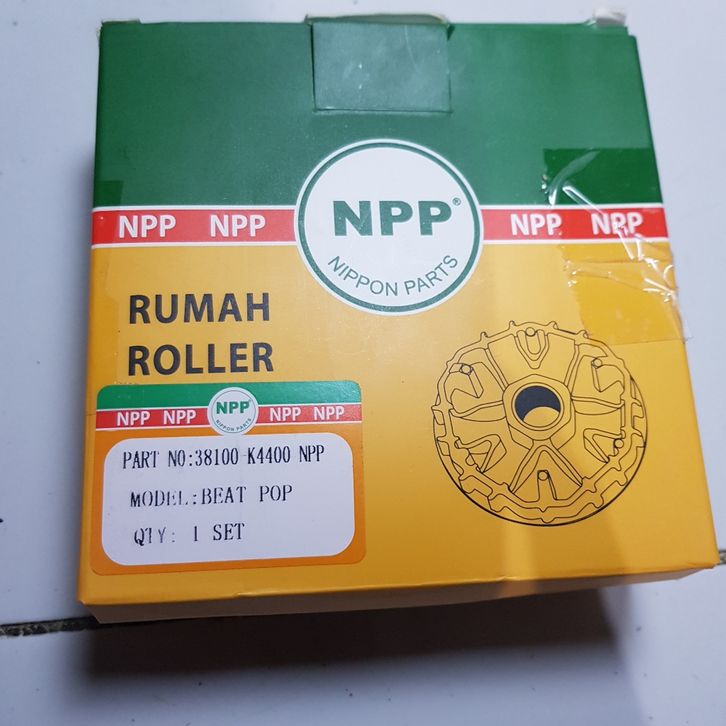 NPP NPP NPP® NPP NPP
NIPPON PARTS
RUMAH
ROLLER
NPP NPP NPP NPP NPP
NIPPON PARTS
PART NO:38100-K4400 NPP
MODEL:BEAT POP
QTY: 1 SET